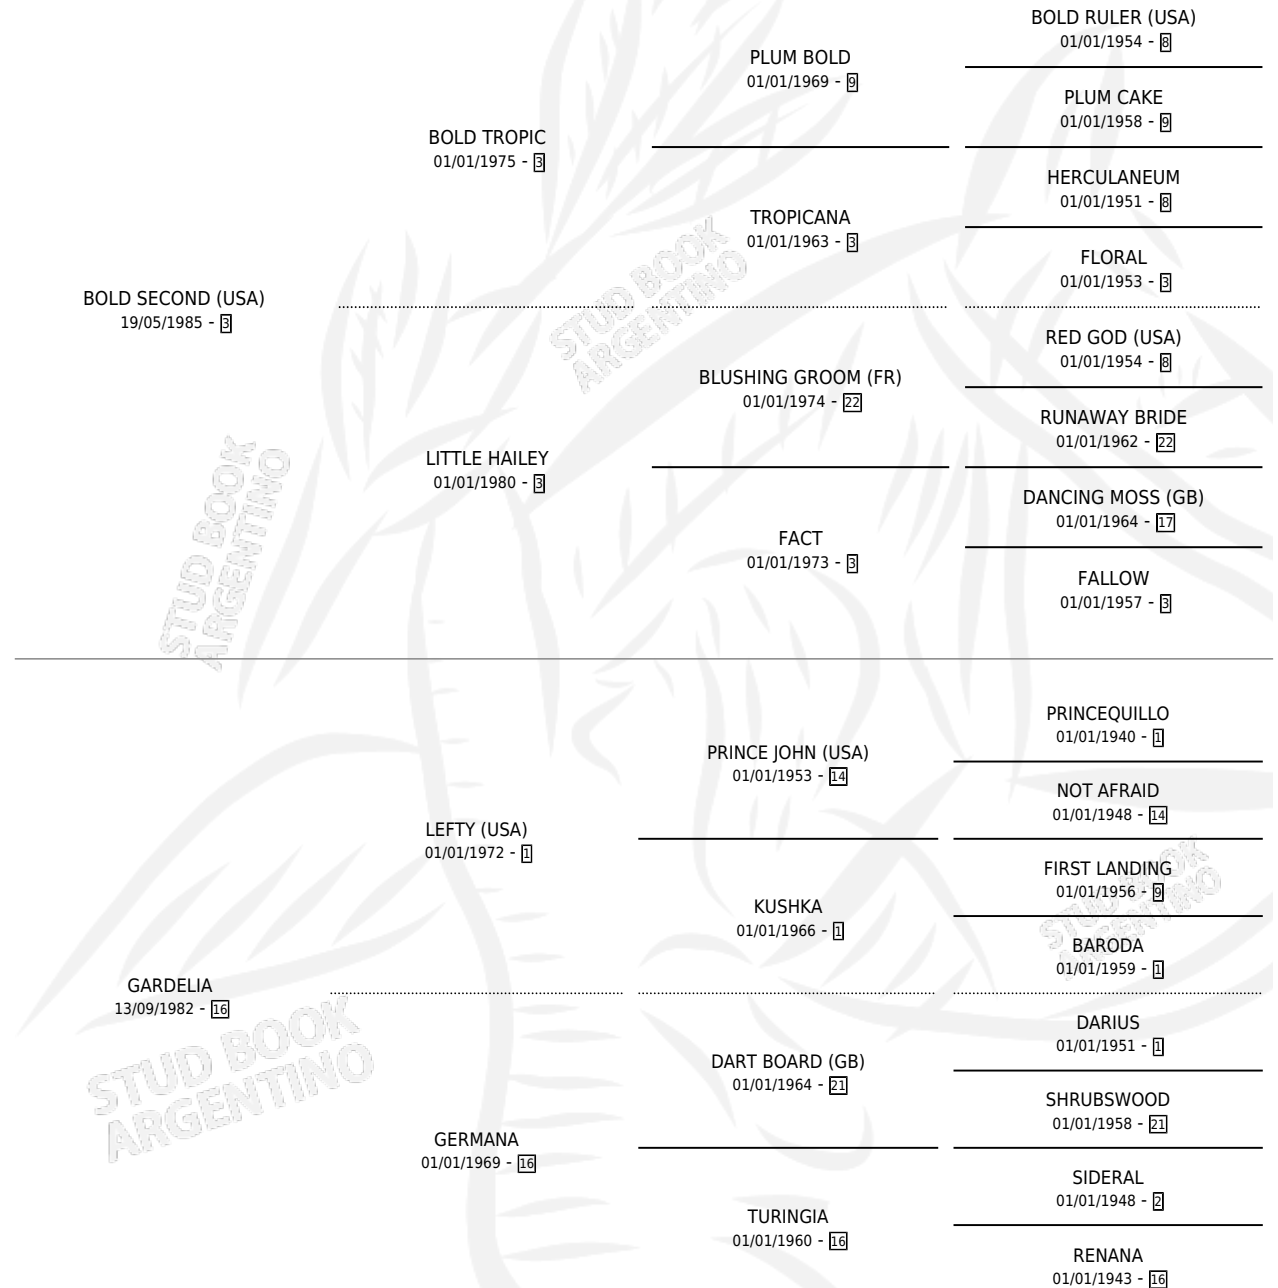 BOLD RULER (USA)
01/01/1954 - 8
PLUM BOLD
01/01/1969 - 9
PLUM CAKE
01/01/1958 - 9
BOLD TROPIC
01/01/1975 - 3
HERCULANEUM
01/01/1951 - 8
TROPICANA
01/01/1963 - 3
FLORAL
01/01/1953 - 3
STUD BOOK
ARGENTINO
BOLD SECOND (USA)
19/05/1985 - 3
RED GOD (USA)
01/01/1954 - 8
BLUSHING GROOM (FR)
01/01/1974 - 22
RUNAWAY BRIDE
01/01/1962 - 22
LITTLE HAILEY
01/01/1980 - 3
DANCING MOSS (GB)
01/01/1964 - 17
FACT
01/01/1973 - 3
FALLOW
01/01/1957 - 3
STUD BOOK
ARGENTINO
PRINCEQUILLO
01/01/1940 - 1
PRINCE JOHN (USA)
01/01/1953 - 14
NOT AFRAID
01/01/1948 - 14
LEFTY (USA)
01/01/1972 - 1
FIRST LANDING
01/01/1956 - 9
KUSHKA
01/01/1966 - 1
BARODA
01/01/1959 - 1
STUD BOOK
ARGENTINO
GARDELIA
13/09/1982 - 16
DARIUS
01/01/1951 - 1
DART BOARD (GB)
01/01/1964 - 21
SHRUBSWOOD
01/01/1958 - 21
STUD BOOK
ARGENTINO
GERMANA
01/01/1969 - 16
SIDERAL
01/01/1948 - 2
TURINGIA
01/01/1960 - 16
RENANA
01/01/1943 - 16